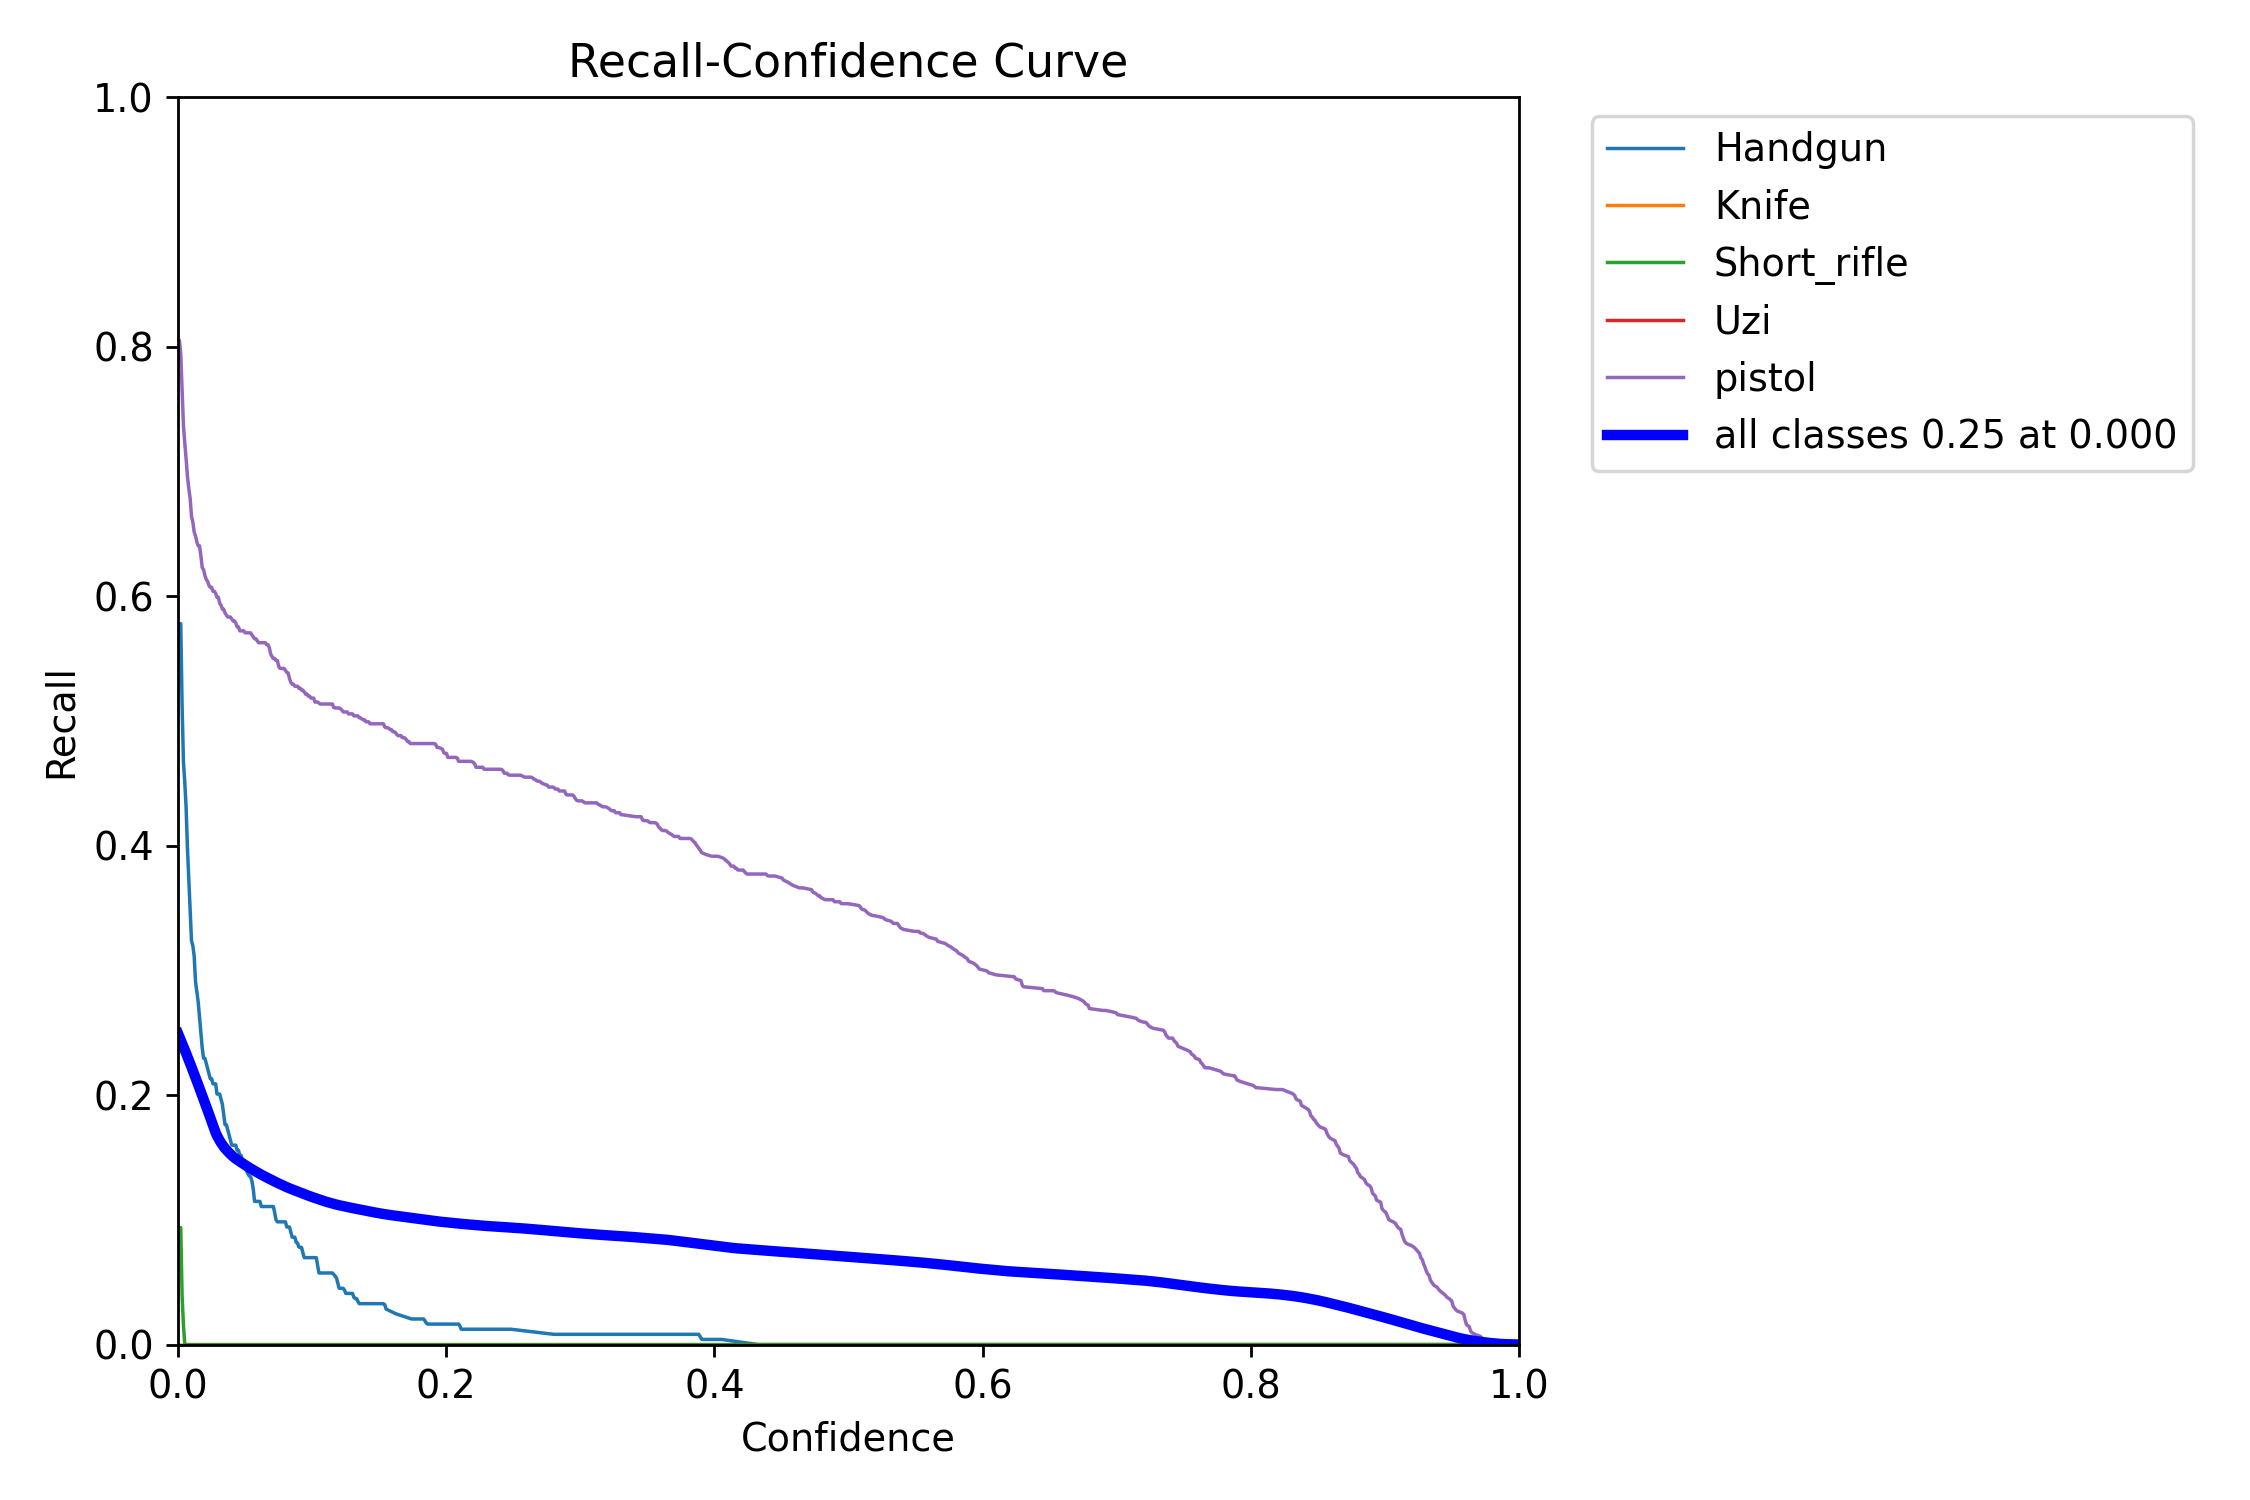 Recall-Confidence Curve
1.0
0.8
0.6
0.4
0.2
0.0
Recall
0.0 0.2 0.4 0.6 0.8 1.0
Confidence
Handgun
Knife
Short_rifle
Uzi
pistol
all classes 0.25 at 0.000